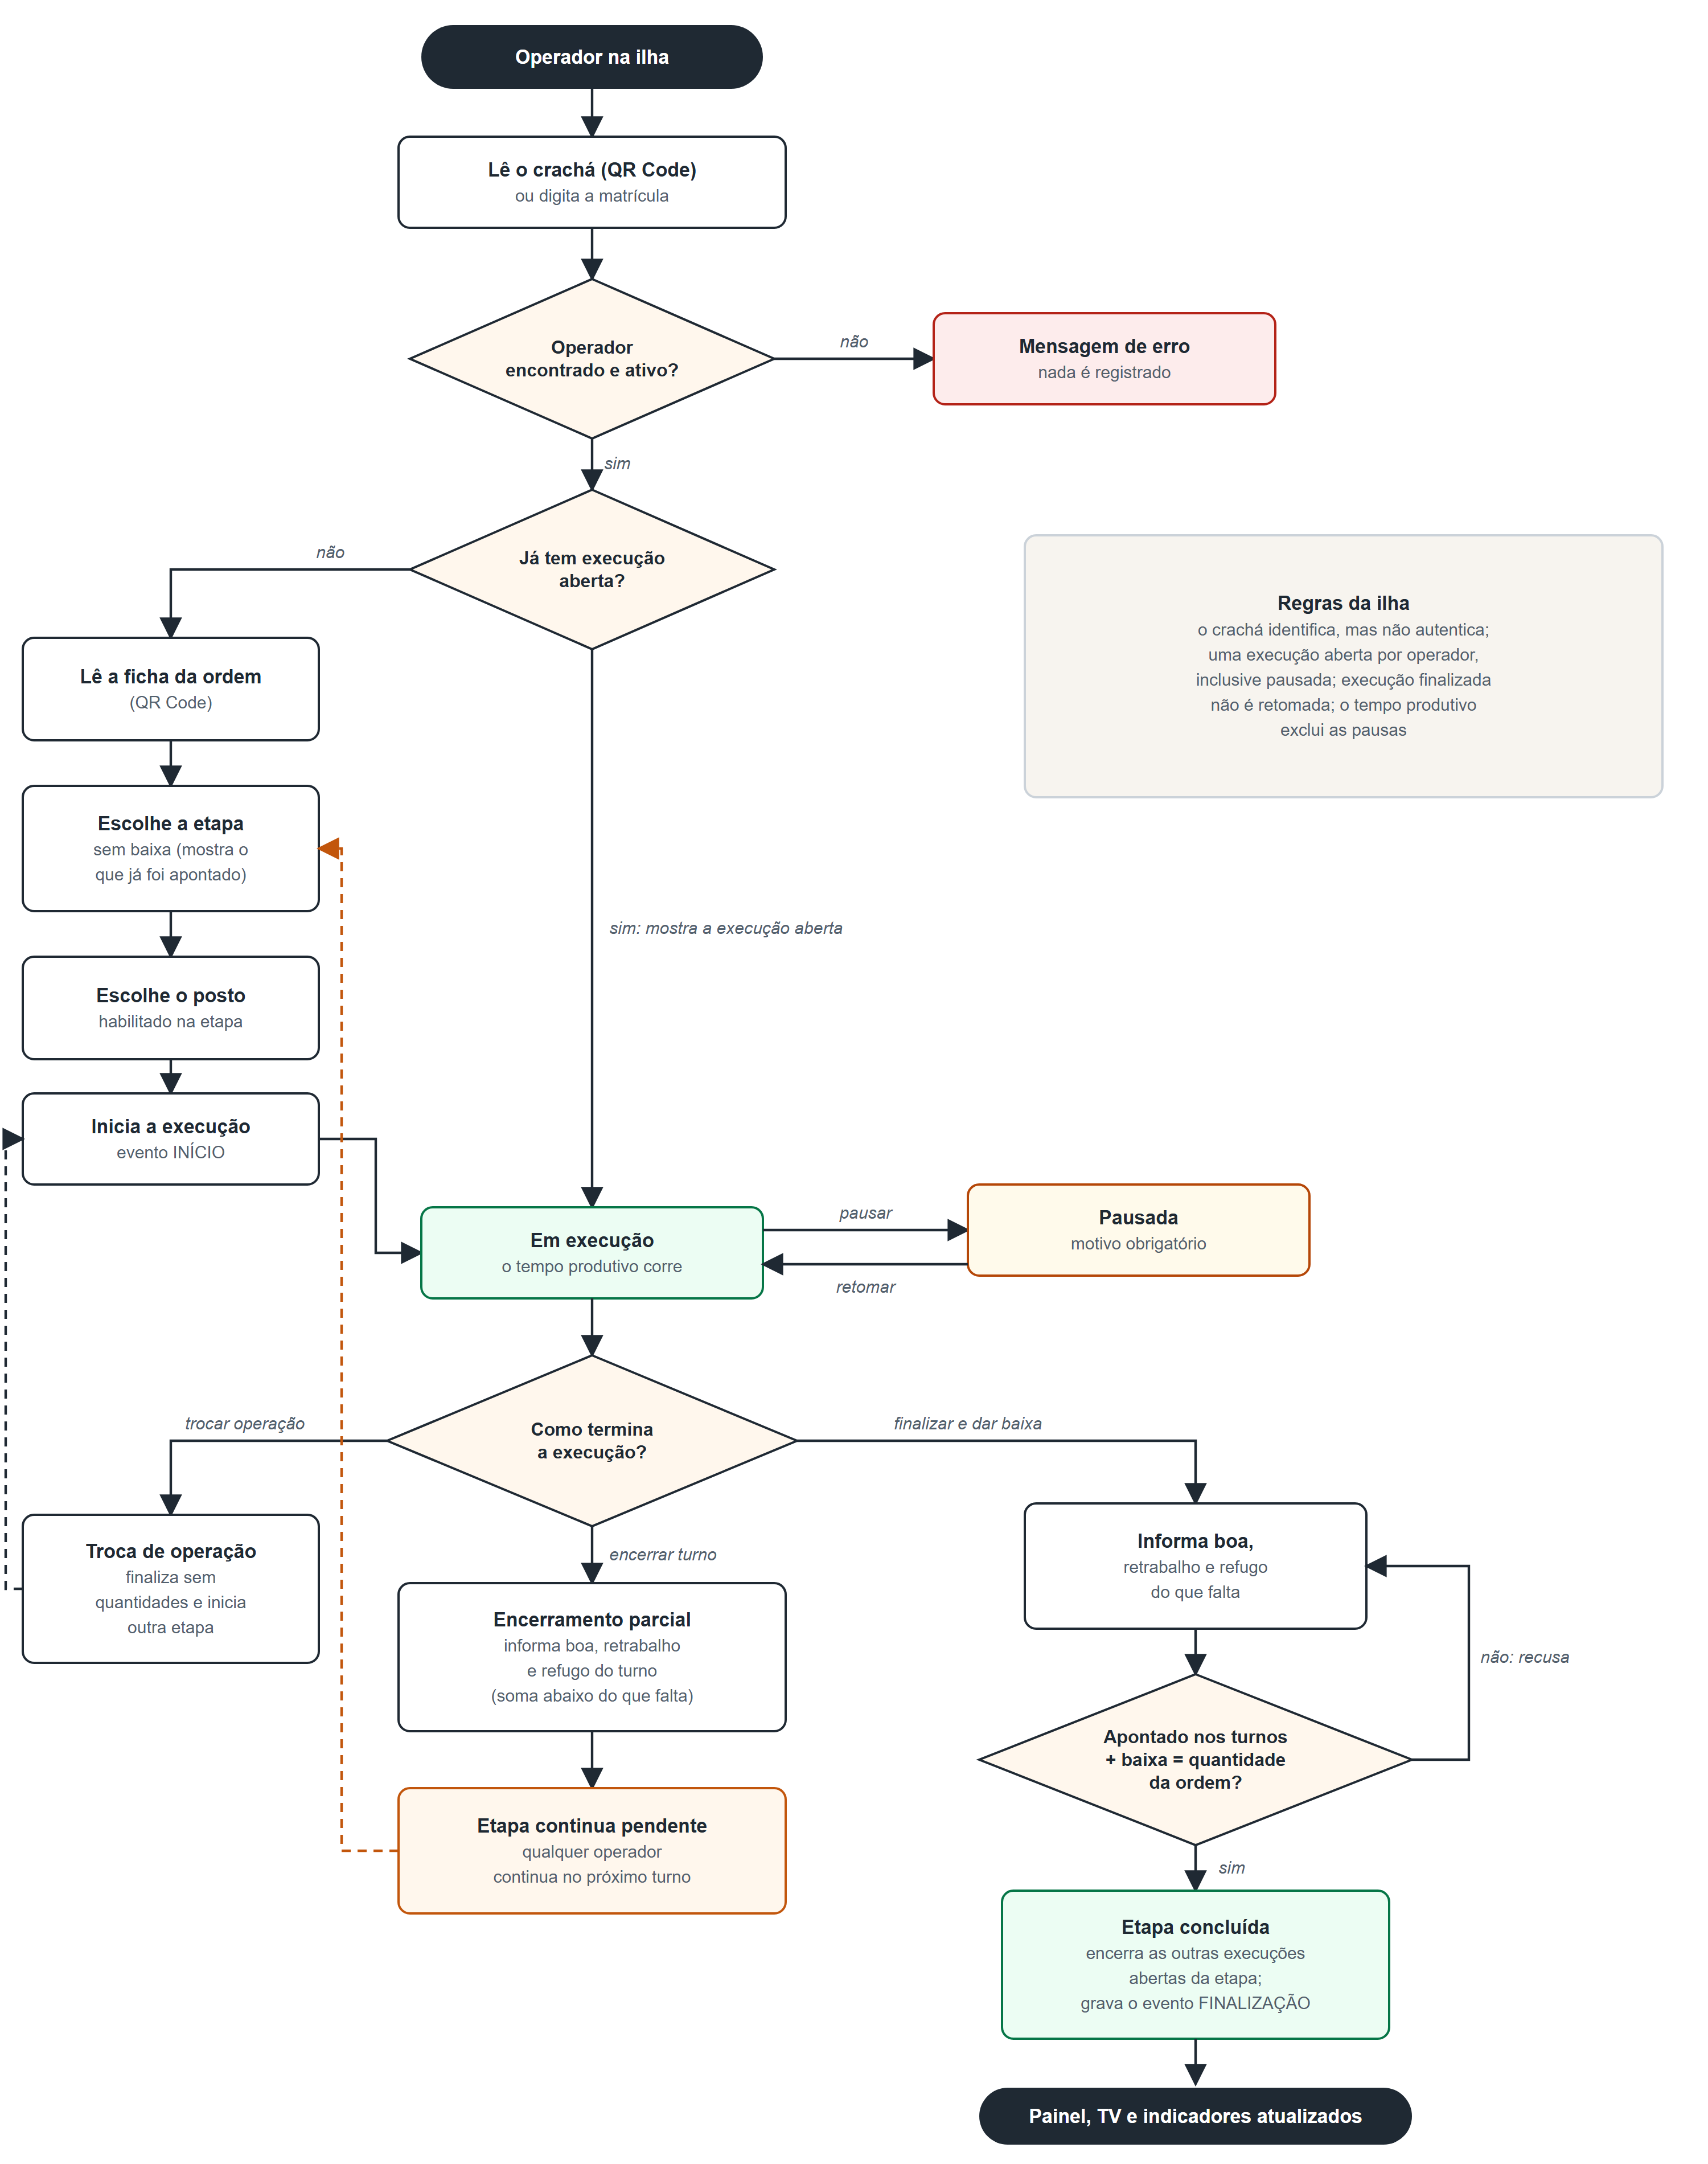 Operador na ilha
Lê o crachá (QR Code)
ou digita a matrícula
Operador
encontrado e ativo?
não
Mensagem de erro
nada é registrado
sim
Já tem execução
aberta?
não
Regras da ilha
o crachá identifica, mas não autentica;
uma execução aberta por operador,
inclusive pausada; execução finalizada
não é retomada; o tempo produtivo
exclui as pausas
Lê a ficha da ordem
(QR Code)
Escolhe a etapa
sem baixa (mostra o
que já foi apontado)
sim: mostra a execução aberta
Escolhe o posto
habilitado na etapa
Inicia a execução
evento INÍCIO
Em execução
o tempo produtivo corre
pausar
Pausada
motivo obrigatório
retomar
Como termina
a execução?
trocar operação
finalizar e dar baixa
Troca de operação
finaliza sem
quantidades e inicia
outra etapa
encerrar turno
Encerramento parcial
informa boa, retrabalho
e refugo do turno
(soma abaixo do que falta)
Etapa continua pendente
qualquer operador
continua no próximo turno
Informa boa,
retrabalho e refugo
do que falta
não: recusa
Apontado nos turnos
+ baixa = quantidade
da ordem?
sim
Etapa concluída
encerra as outras execuções
abertas da etapa;
grava o evento FINALIZAÇÃO
Painel, TV e indicadores atualizados